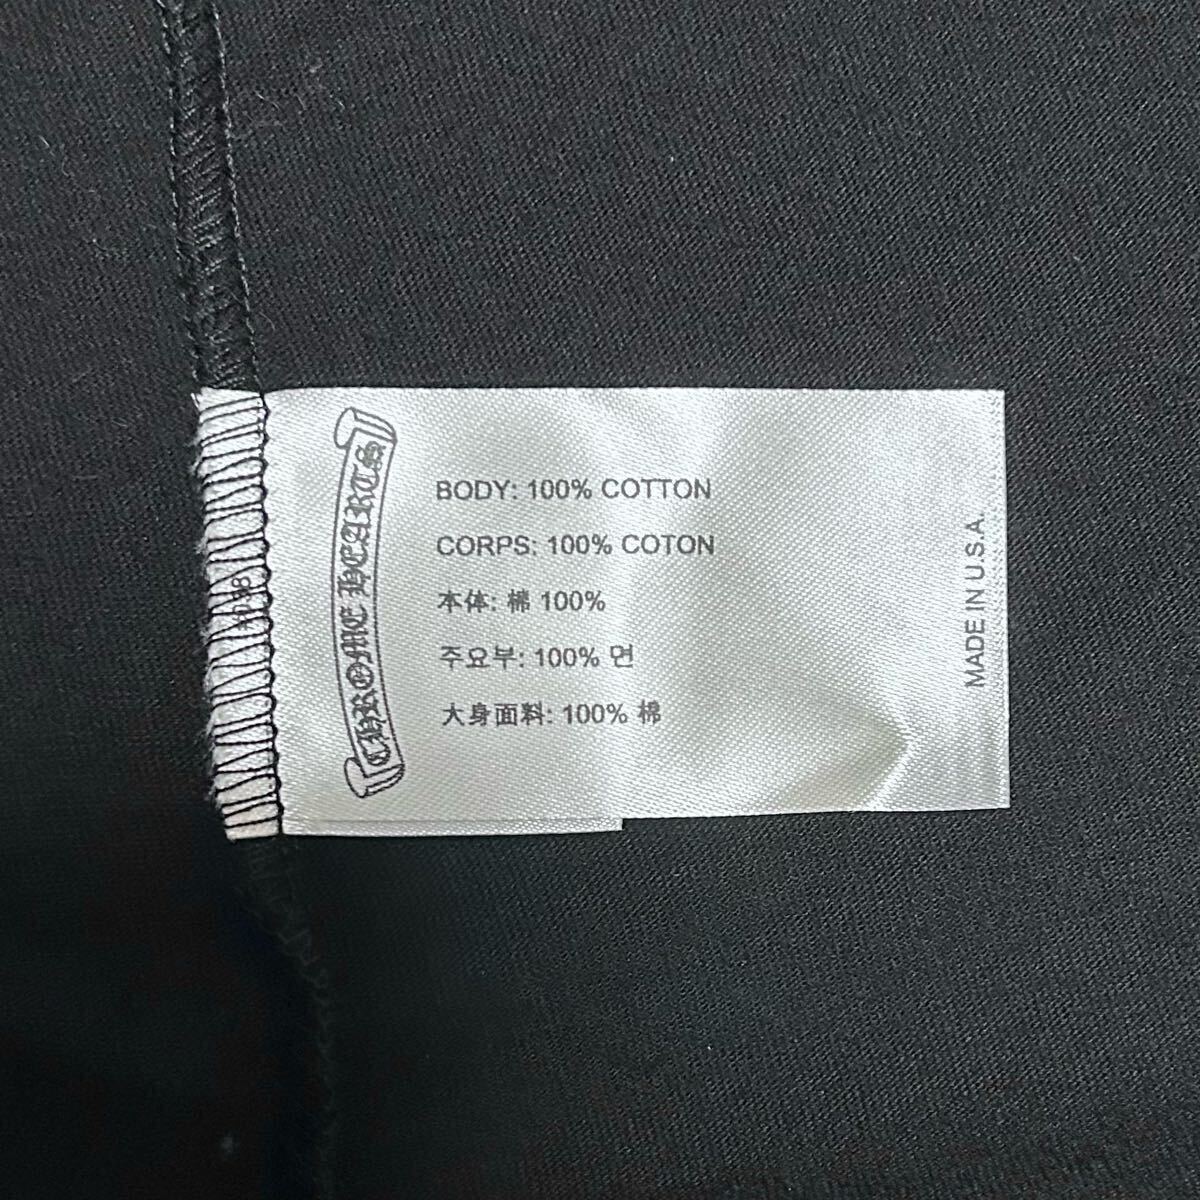 CHROME HEARTS
BODY: 100% COTTON
CORPS: 100% COTON
本体: 棉 100%
주요부: 100% 면
大身面料: 100% 棉
MADE IN U.S.A.